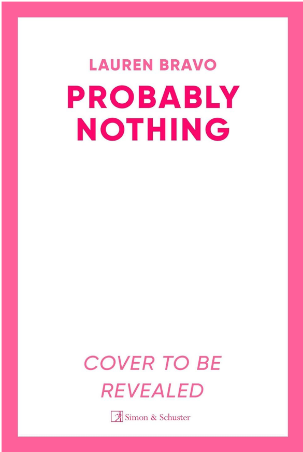 LAUREN BRAVO
PROBABLY
NOTHING
COVER TO BE
REVEALED
Simon & Schuster